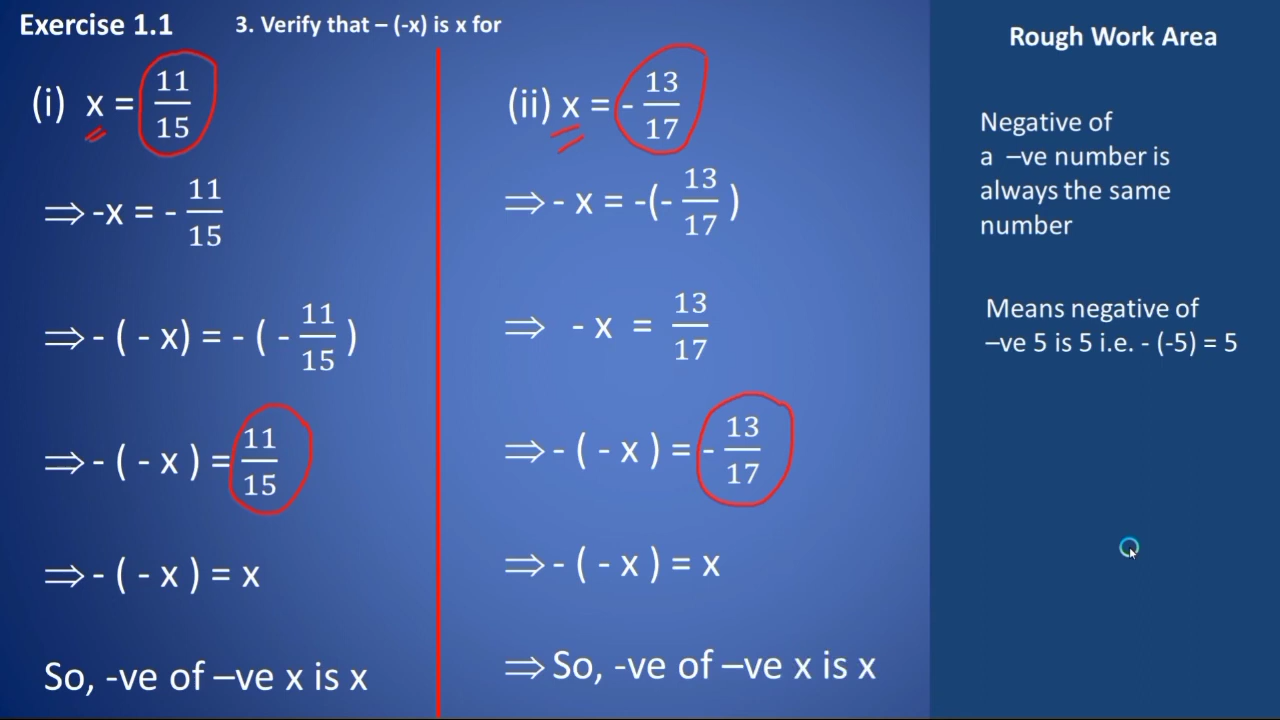 Exercise 1.1
3. Verify that – (-x) is x for
(i) x = 11/15
⇒ -x = - 11/15
⇒ - ( - x) = - ( - 11/15 )
⇒ - ( - x ) = 11/15
⇒ - ( - x ) = x
So, -ve of –ve x is x
(ii) x = - 13/17
⇒ - x = -(- 13/17 )
⇒ - x = 13/17
⇒ - ( - x ) = - 13/17
⇒ - ( - x ) = x
⇒ So, -ve of –ve x is x
Rough Work Area
Negative of
a –ve number is
always the same
number
Means negative of
–ve 5 is 5 i.e. - (-5) = 5